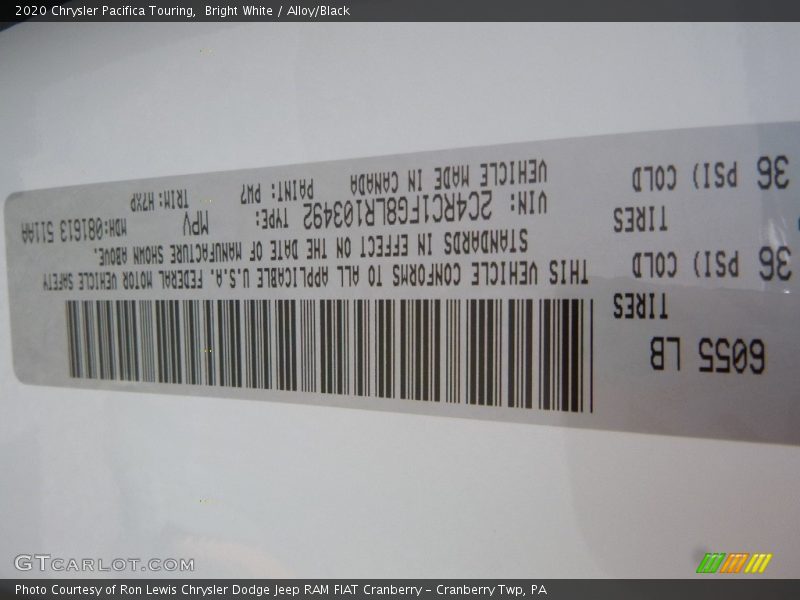 2020 Chrysler Pacifica Touring,  Bright White / Alloy/Black
6055 LB
TIRES
36 PSI) COLD
TIRES
36 PSI) COLD
THIS VEHICLE CONFORMS TO ALL APPLICABLE U.S.A. FEDERAL MOTOR VEHICLE SAFETY
STANDARDS IN EFFECT ON THE DATE OF MANUFACTURE SHOWN ABOVE.
VIN: 2C4RC1FG8LR103492 TYPE: MPV MDH:081613 511AA
VEHICLE MADE IN CANADA PAINT: PW7 TRIM: H7XP
GTCARLOT.COM
Photo Courtesy of Ron Lewis Chrysler Dodge Jeep RAM FIAT Cranberry – Cranberry Twp, PA